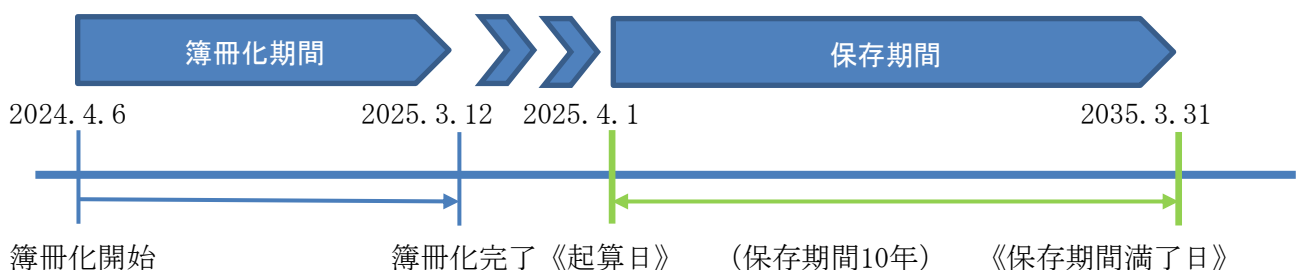 簿冊化期間 保存期間
2024.4.6 2025.3.12 2025.4.1 2035.3.31
簿冊化開始 簿冊化完了《起算日》 (保存期間10年) 《保存期間満了日》